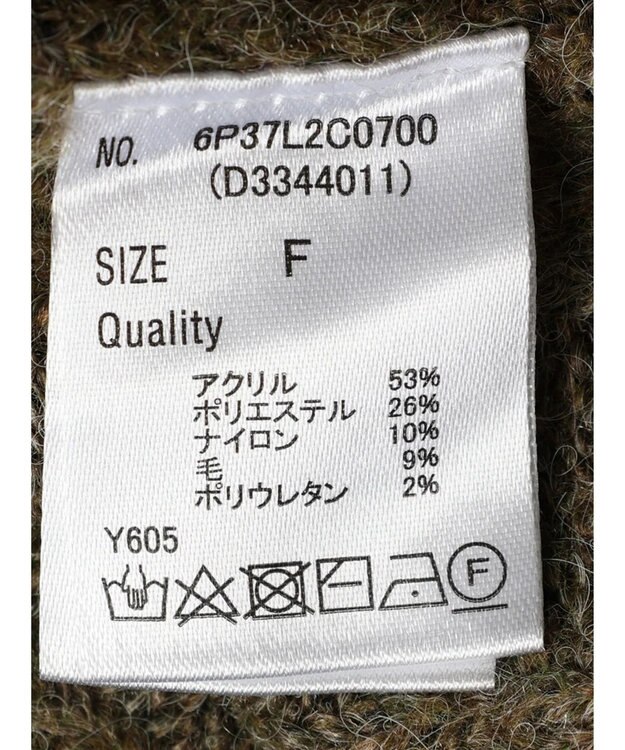 NO. 6P37L2C0700
(D3344011)
SIZE F
Quality
アクリル 53%
ポリエステル 26%
ナイロン 10%
毛 9%
ポリウレタン 2%
Y605
F